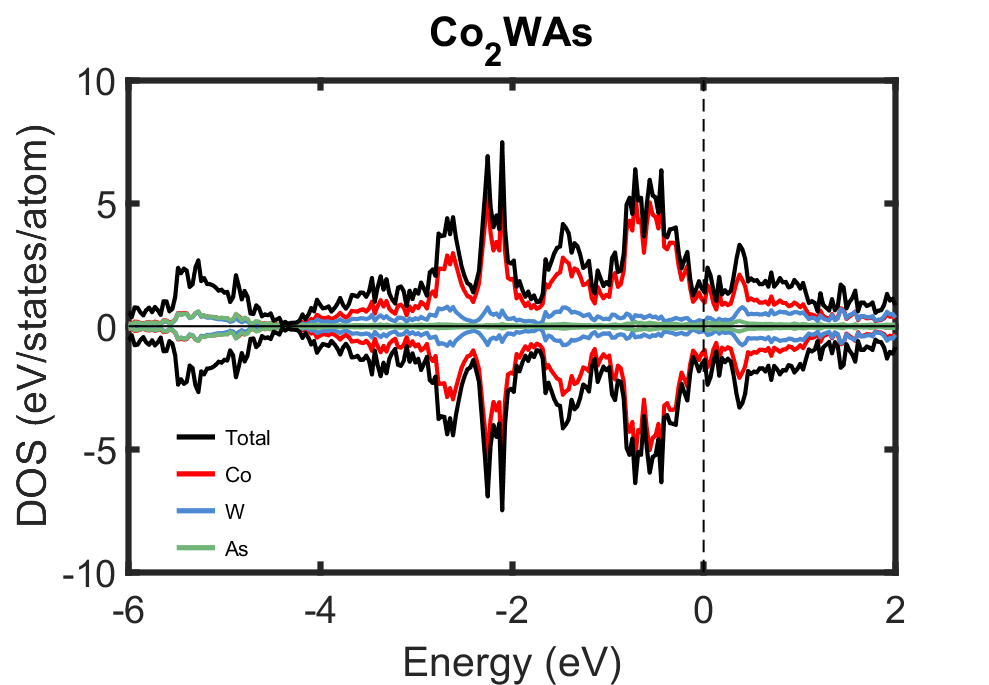 Co₂WAs
DOS (eV/states/atom)
10
5
0
-5
-10
Total
Co
W
As
-6 -4 -2 0 2
Energy (eV)